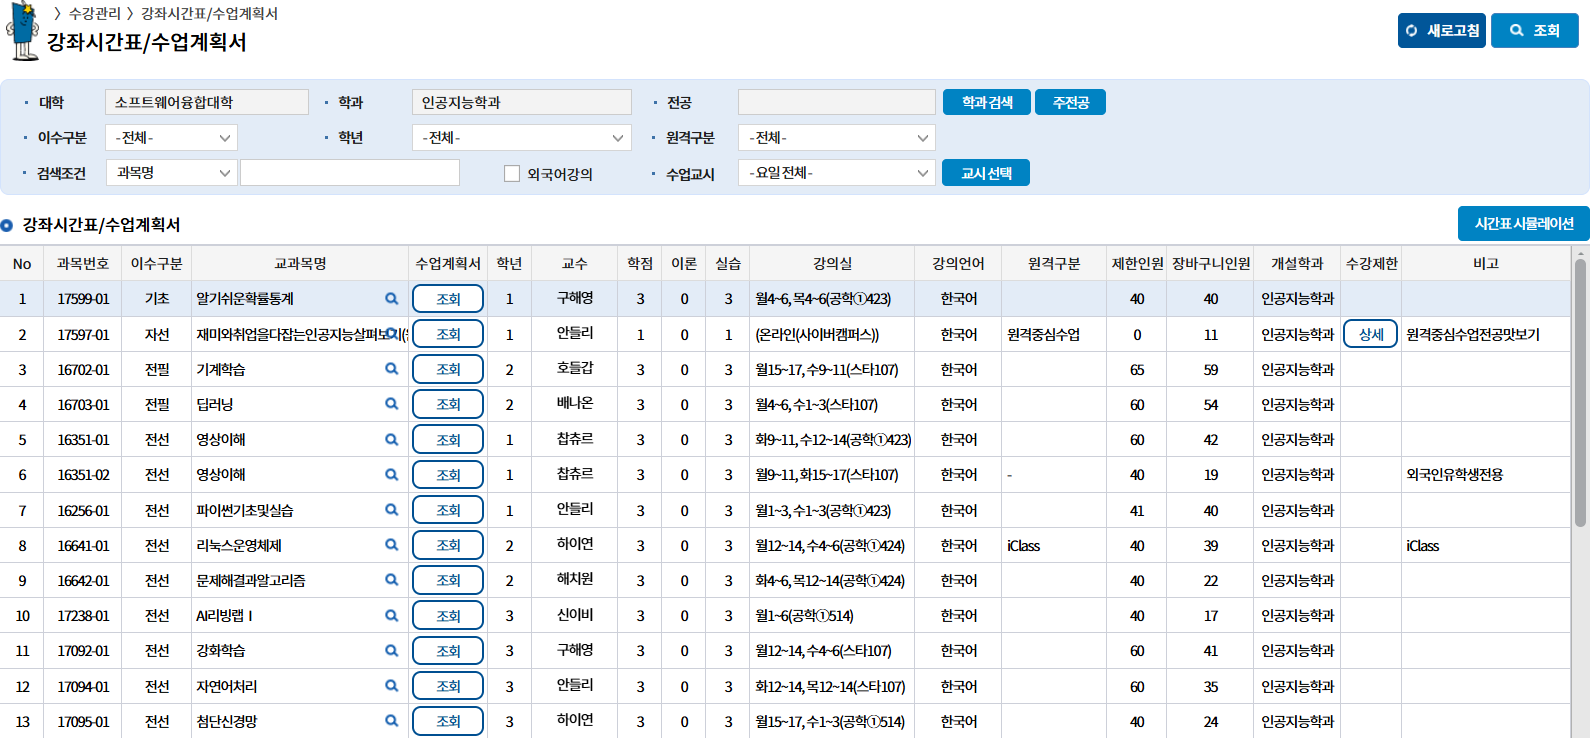 〉 수강관리 〉 강좌시간표/수업계획서
강좌시간표/수업계획서
새로고침 조회
대학 소프트웨어융합대학 학과 인공지능학과 전공 학과 검색 주전공
이수구분 - 전체 - 학년 - 전체 - 원격구분 - 전체 -
검색조건 과목명 외국어강의 수업교시 - 요일 전체 - 교시 선택
강좌시간표/수업계획서 시간표 시뮬레이션
No 과목번호 이수구분 교과목명 수업계획서 학년 교수 학점 이론 실습 강의실 강의언어 원격구분 제한인원 장바구니인원 개설학과 수강제한 비고
1 17599-01 기초 알기쉬운확률통계 조회 1 구해영 3 0 3 월4~6, 목4~6(공학①423) 한국어 40 40 인공지능학과
2 17597-01 자선 재미와취업을다잡는인공지능살펴보기( 조회 1 안들리 1 0 1 (온라인(사이버캠퍼스)) 한국어 원격중심수업 0 11 인공지능학과 상세 원격중심수업전공맛보기
3 16702-01 전필 기계학습 조회 2 호들갑 3 0 3 월15~17, 수9~11(스타107) 한국어 65 59 인공지능학과
4 16703-01 전필 딥러닝 조회 2 배나온 3 0 3 월4~6, 수1~3(스타107) 한국어 60 54 인공지능학과
5 16351-01 전선 영상이해 조회 1 찹츄르 3 0 3 화9~11, 수12~14(공학①423) 한국어 60 42 인공지능학과
6 16351-02 전선 영상이해 조회 1 찹츄르 3 0 3 월9~11, 화15~17(스타107) 한국어 - 40 19 인공지능학과 외국인유학생전용
7 16256-01 전선 파이썬기초및실습 조회 1 안들리 3 0 3 월1~3, 수1~3(공학①423) 한국어 41 40 인공지능학과
8 16641-01 전선 리눅스운영체제 조회 2 하이연 3 0 3 월12~14, 수4~6(공학①424) 한국어 iClass 40 39 인공지능학과 iClass
9 16642-01 전선 문제해결과알고리즘 조회 2 해치원 3 0 3 화4~6, 목12~14(공학①424) 한국어 40 22 인공지능학과
10 17238-01 전선 AI리빙랩Ⅰ 조회 3 신이비 3 0 3 월1~6(공학①514) 한국어 40 17 인공지능학과
11 17092-01 전선 강화학습 조회 3 구해영 3 0 3 월12~14, 수4~6(스타107) 한국어 60 41 인공지능학과
12 17094-01 전선 자연어처리 조회 3 안들리 3 0 3 화12~14, 목12~14(스타107) 한국어 60 35 인공지능학과
13 17095-01 전선 첨단신경망 조회 3 하이연 3 0 3 월15~17, 수1~3(공학①514) 한국어 40 24 인공지능학과